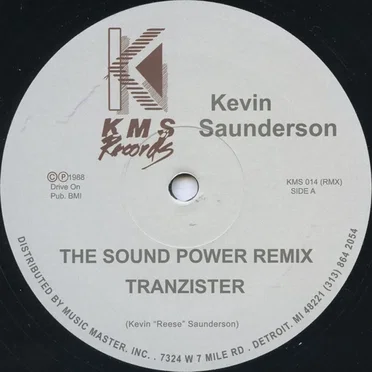 K
KMS
Records
Kevin
Saunderson
©℗1988
Drive On
Pub. BMI
KMS 014 (RMX)
SIDE A
THE SOUND POWER REMIX
TRANZISTER
(Kevin "Reese" Saunderson)
DISTRIBUTED BY MUSIC MASTER. INC. . 7324 W 7 MILE RD . DETROIT. MI 48221 (313) 864 2054